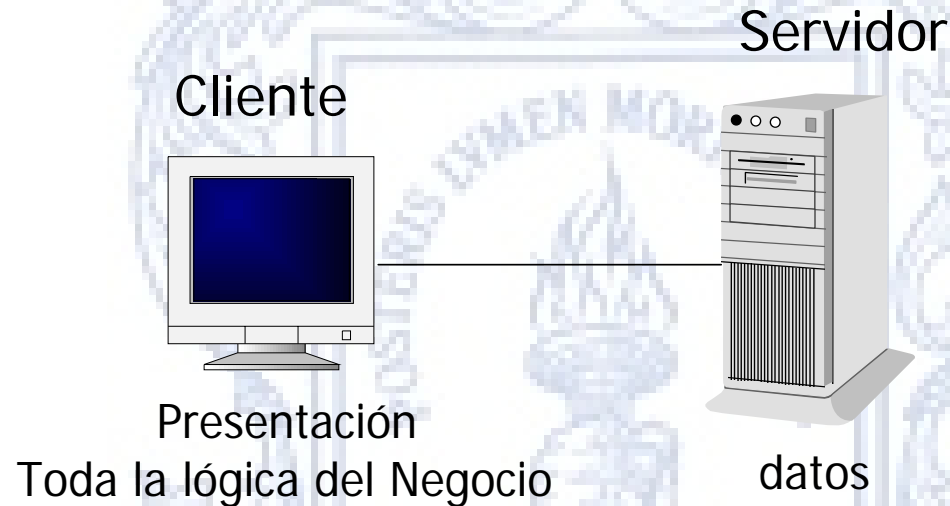 Servidor
Cliente
Presentación
Toda la lógica del Negocio
datos